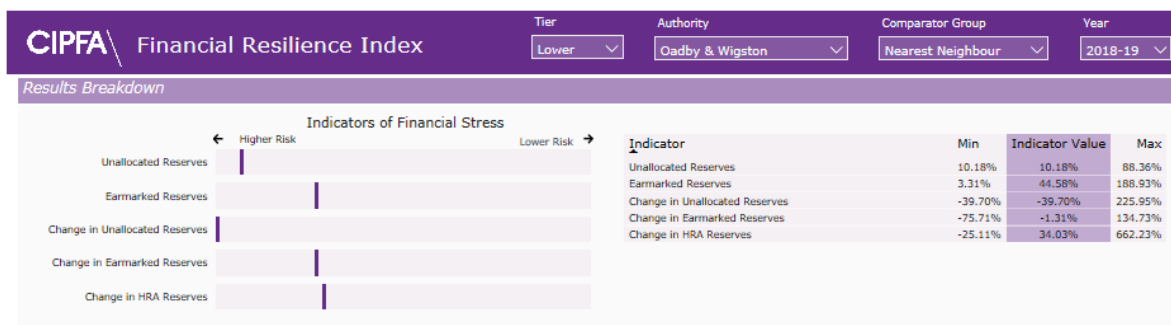 CIPFA\ Financial Resilience Index
Tier
Lower
Authority
Oadby & Wigston
Comparator Group
Nearest Neighbour
Year
2018-19
Results Breakdown
Indicators of Financial Stress
← Higher Risk Lower Risk →
Unallocated Reserves
Earmarked Reserves
Change in Unallocated Reserves
Change in Earmarked Reserves
Change in HRA Reserves
Indicator Min Indicator Value Max
Unallocated Reserves 10.18% 10.18% 88.36%
Earmarked Reserves 3.31% 44.58% 188.93%
Change in Unallocated Reserves -39.70% -39.70% 225.95%
Change in Earmarked Reserves -75.71% -1.31% 134.73%
Change in HRA Reserves -25.11% 34.03% 662.23%